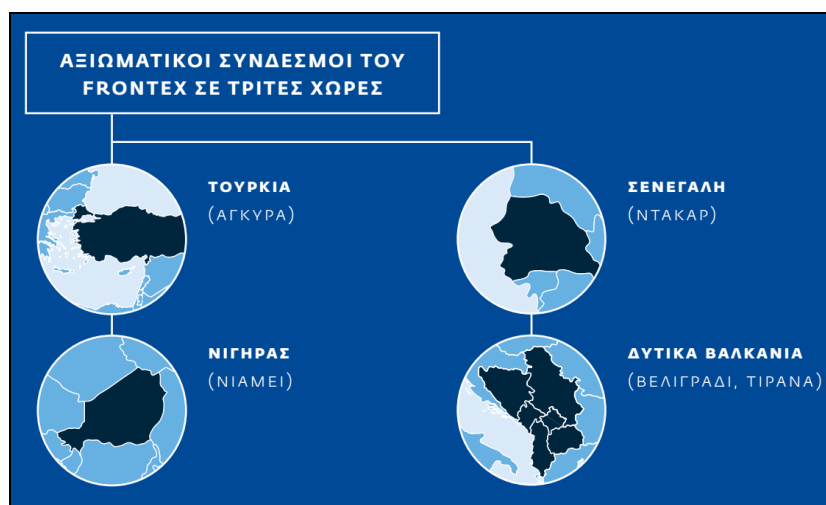 ΑΞΙΩΜΑΤΙΚΟΙ ΣΥΝΔΕΣΜΟΙ ΤΟΥ
FRONTEX ΣΕ ΤΡΙΤΕΣ ΧΩΡΕΣ
ΤΟΥΡΚΙΑ
(ΑΓΚΥΡΑ)
ΣΕΝΕΓΑΛΗ
(ΝΤΑΚΑΡ)
ΝΙΓΗΡΑΣ
(ΝΙΑΜΕΙ)
ΔΥΤΙΚΑ ΒΑΛΚΑΝΙΑ
(ΒΕΛΙΓΡΑΔΙ, ΤΙΡΑΝΑ)